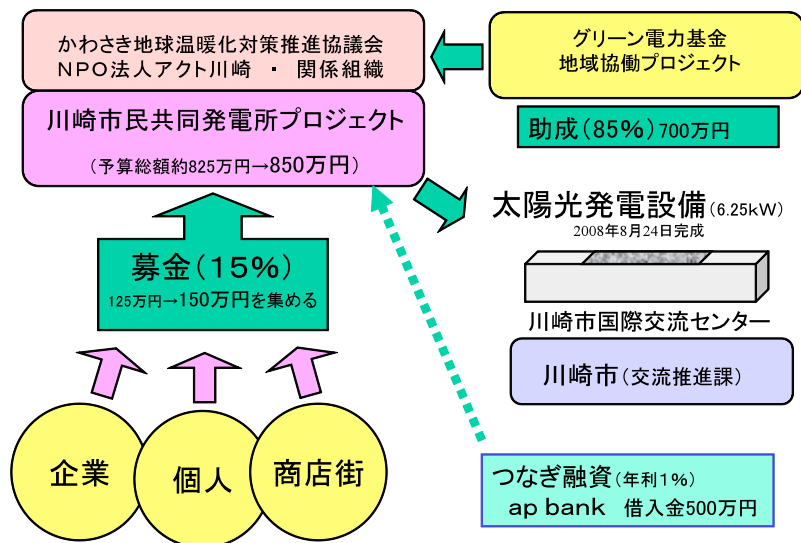 かわさき地球温暖化対策推進協議会
NPO法人アクト川崎 ・ 関係組織
グリーン電力基金
地域協働プロジェクト
川崎市民共同発電所プロジェクト
(予算総額約825万円→850万円)
助成(85%)700万円
太陽光発電設備(6.25kW)
2008年8月24日完成
募金(15%)
125万円→150万円を集める
川崎市国際交流センター
川崎市(交流推進課)
企業
個人
商店街
つなぎ融資(年利1%)
ap bank 借入金500万円